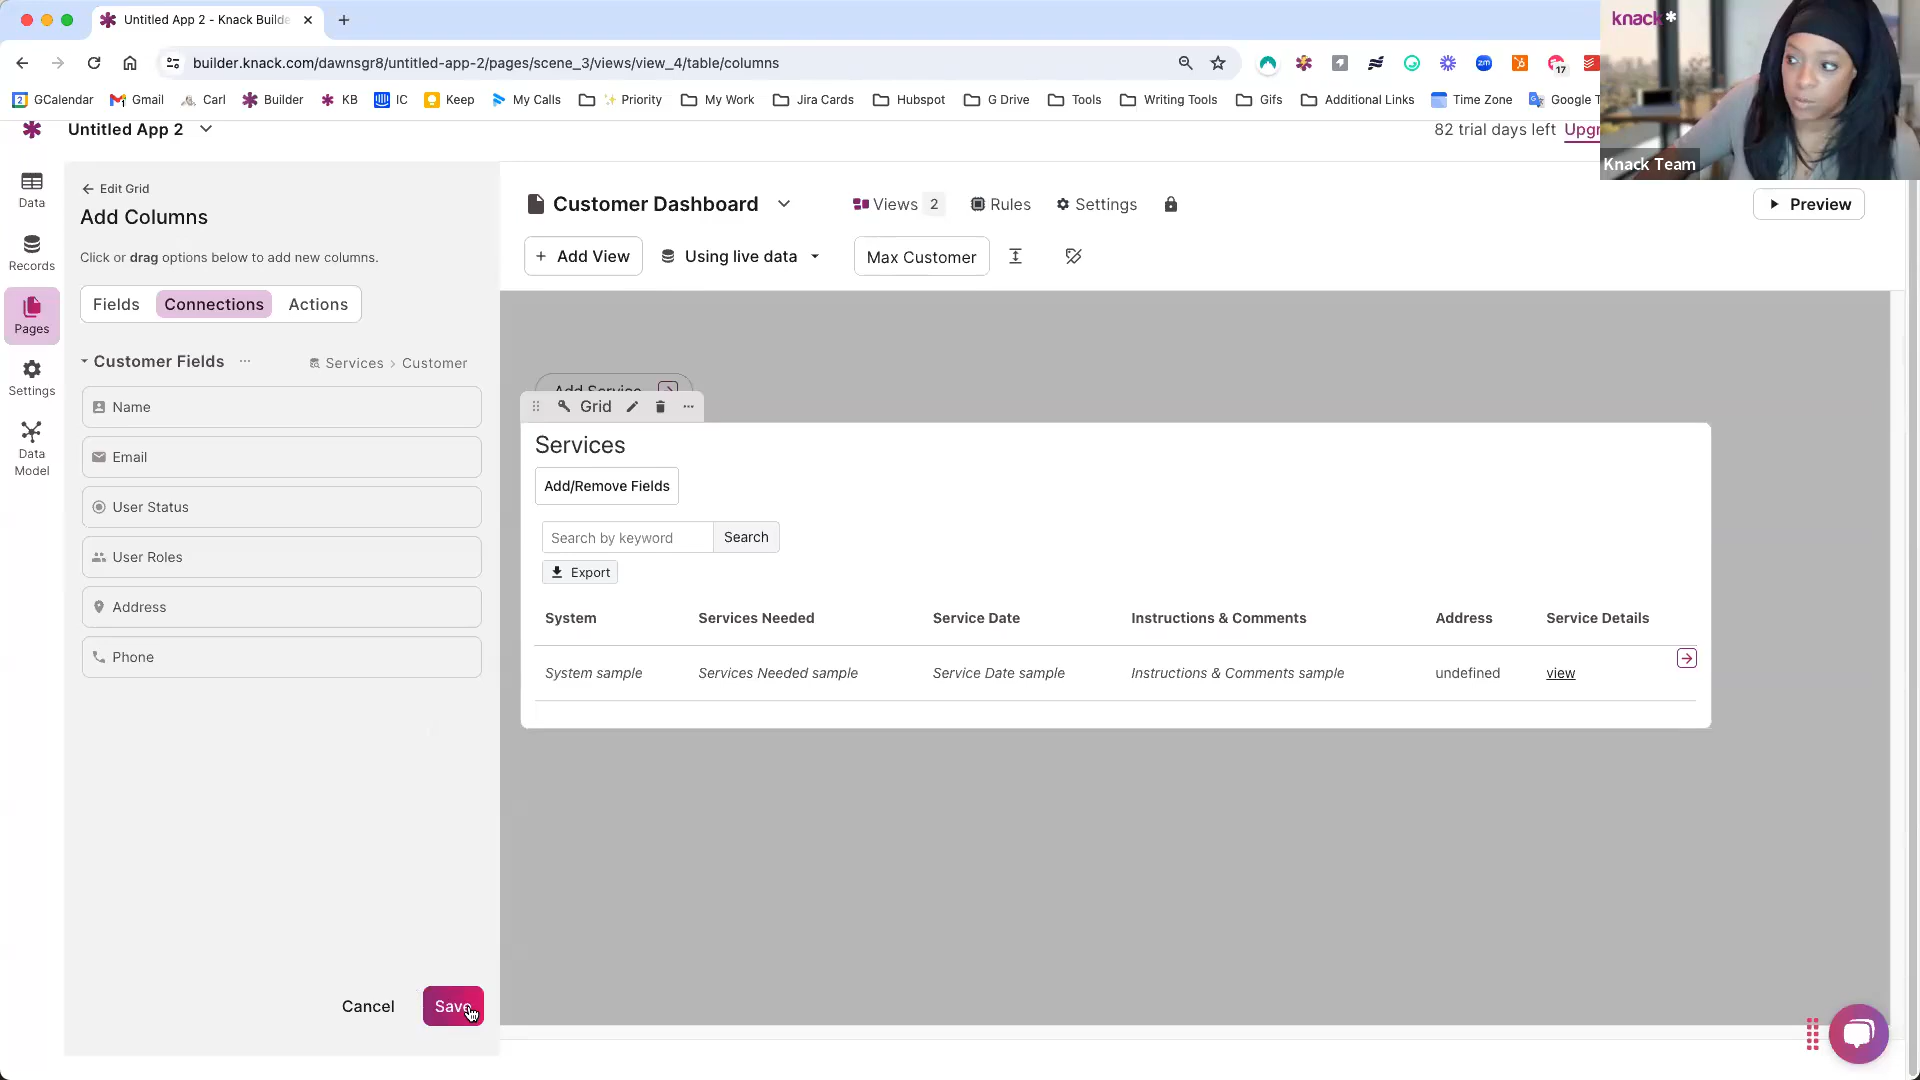 Untitled App 2 - Knack Builde
builder.knack.com/dawnsgr8/untitled-app-2/pages/scene_3/views/view_4/table/columns
17
GCalendar Gmail Carl Builder KB IC Keep My Calls ✨ Priority My Work Jira Cards Hubspot G Drive Tools Writing Tools Gifs Additional Links Time Zone Google T
knack*
Knack Team
Untitled App 2
82 trial days left Upgr
Data
Records
Pages
Settings
Data
Model
Edit Grid
Add Columns
Click or drag options below to add new columns.
Fields Connections Actions
Customer Fields ... Services > Customer
Name
Email
User Status
User Roles
Address
Phone
Cancel Save
Customer Dashboard Views 2 Rules Settings Preview
+ Add View Using live data Max Customer
Add Service
Grid
Services
Add/Remove Fields
Search by keyword Search
Export
System Services Needed Service Date Instructions & Comments Address Service Details
System sample Services Needed sample Service Date sample Instructions & Comments sample undefined view